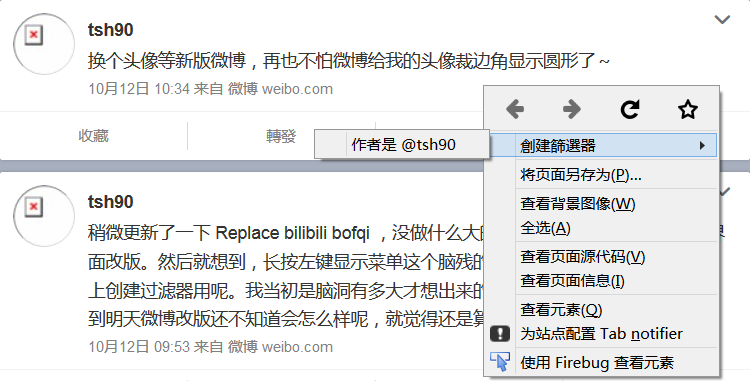 tsh90
换个头像等新版微博，再也不怕微博给我的头像裁边角显示圆形了~
10月12日 10:34 来自 微博 weibo.com
收藏
轉發
作者是 @tsh90
創建篩選器
将页面另存为(P)...
查看背景图像(W)
全选(A)
查看页面源代码(V)
查看页面信息(I)
查看元素(Q)
为站点配置 Tab notifier
使用 Firebug 查看元素
tsh90
稍微更新了一下 Replace bilibili bofqi ，没做什么大的
面改版。然后就想到，长按左键显示菜单这个脑残的
上创建过滤器用呢。我当初是脑洞有多大才想出来的
到明天微博改版还不知道会怎么样呢，就觉得还是算
10月12日 09:53 来自 微博 weibo.com